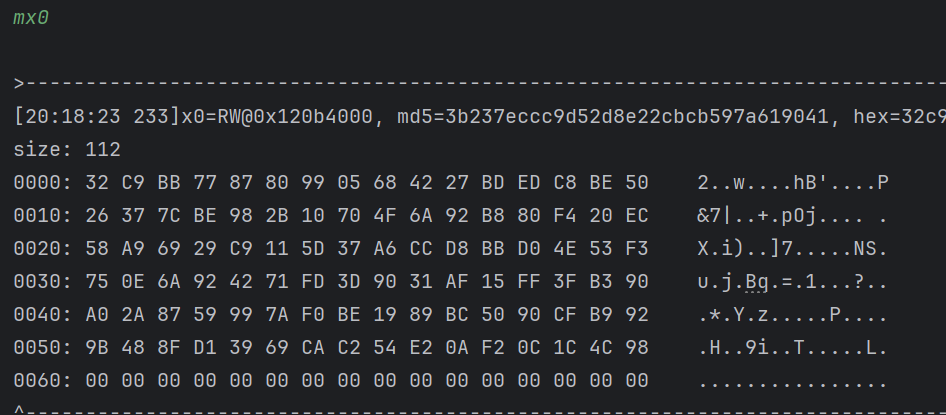 mx0
>-----------------------------------------------------------------------------
[20:18:23 233]x0=RW@0x120b4000, md5=3b237eccc9d52d8e22cbcb597a619041, hex=32c9
size: 112
0000: 32 C9 BB 77 87 80 99 05 68 42 27 BD ED C8 BE 50    2..w....hB'....P
0010: 26 37 7C BE 98 2B 10 70 4F 6A 92 B8 80 F4 20 EC    &7|..+.pOj.... .
0020: 58 A9 69 29 C9 11 5D 37 A6 CC D8 BB D0 4E 53 F3    X.i)..]7.....NS.
0030: 75 0E 6A 92 42 71 FD 3D 90 31 AF 15 FF 3F B3 90    u.j.Bq.=.1...?..
0040: A0 2A 87 59 99 7A F0 BE 19 89 BC 50 90 CF B9 92    .*.Y.z.....P....
0050: 9B 48 8F D1 39 69 CA C2 54 E2 0A F2 0C 1C 4C 98    .H..9i..T.....L.
0060: 00 00 00 00 00 00 00 00 00 00 00 00 00 00 00 00    ................
^-----------------------------------------------------------------------------